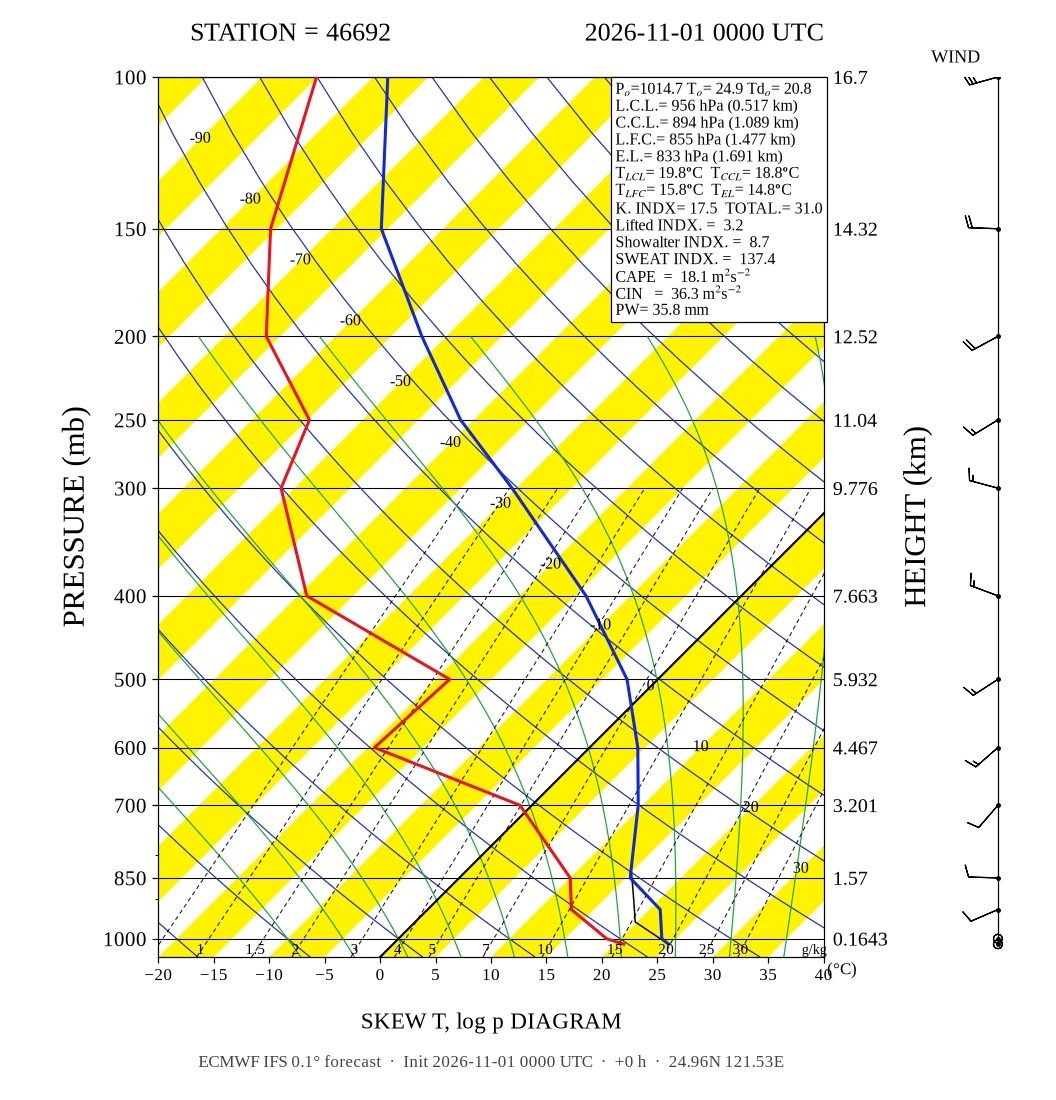 STATION = 46692
2026-11-01 0000 UTC
WIND
Pₒ=1014.7 Tₒ= 24.9 Tdₒ= 20.8
L.C.L.= 956 hPa (0.517 km)
C.C.L.= 894 hPa (1.089 km)
L.F.C.= 855 hPa (1.477 km)
E.L.= 833 hPa (1.691 km)
T_LCL= 19.8°C T_CCL= 18.8°C
T_LFC= 15.8°C T_EL= 14.8°C
K. INDX= 17.5 TOTAL.= 31.0
Lifted INDX. = 3.2
Showalter INDX. = 8.7
SWEAT INDX. = 137.4
CAPE = 18.1 m²s⁻²
CIN = 36.3 m²s⁻²
PW= 35.8 mm
100 16.7
-90
-80
150 14.32
-70
-60
200 12.52
-50
250 11.04
-40
300 9.776
-30
-20
400 7.663
-10
500 5.932
0
10
600 4.467
700 3.201
20
30
850 1.57
1000 0.1643
1 1.5 2 3 4 5 7 10 15 20 25 30 g/kg
−20 −15 −10 −5 0 5 10 15 20 25 30 35 40 (°C)
PRESSURE (mb)
HEIGHT (km)
SKEW T, log p DIAGRAM
ECMWF IFS 0.1° forecast · Init 2026-11-01 0000 UTC · +0 h · 24.96N 121.53E